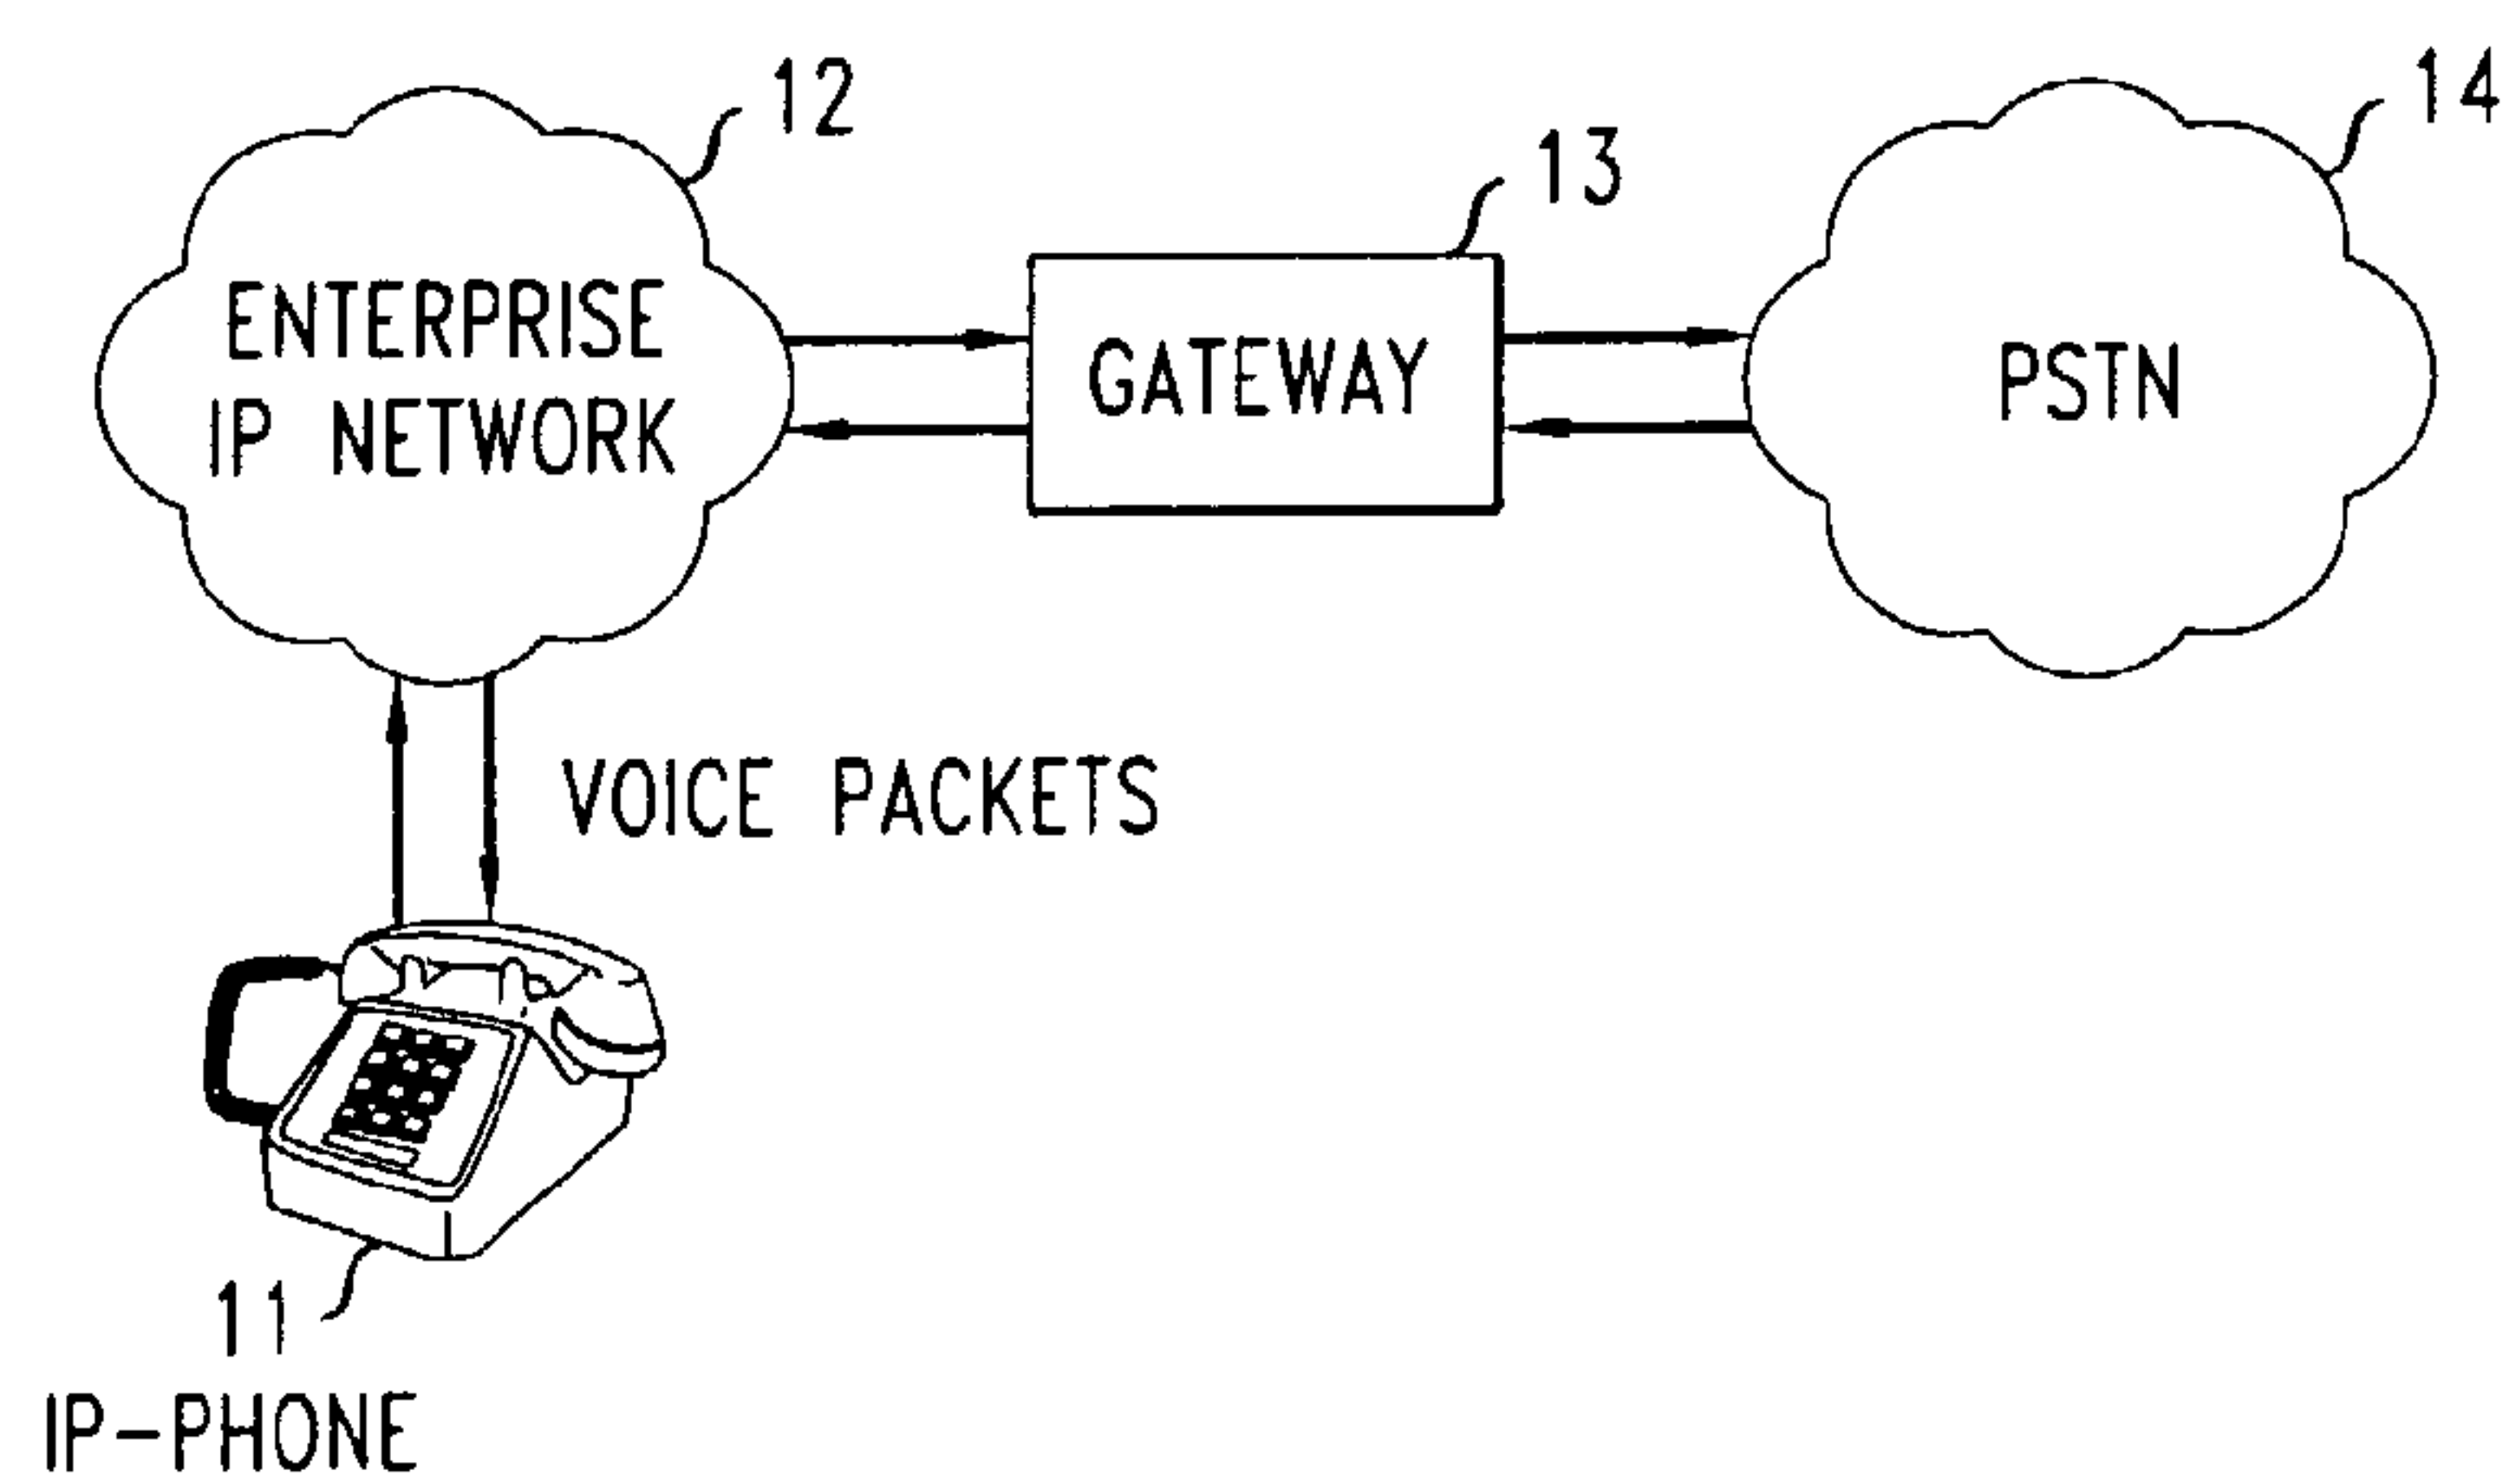 12
14
13
ENTERPRISE
IP NETWORK
GATEWAY
PSTN
VOICE PACKETS
11
IP-PHONE